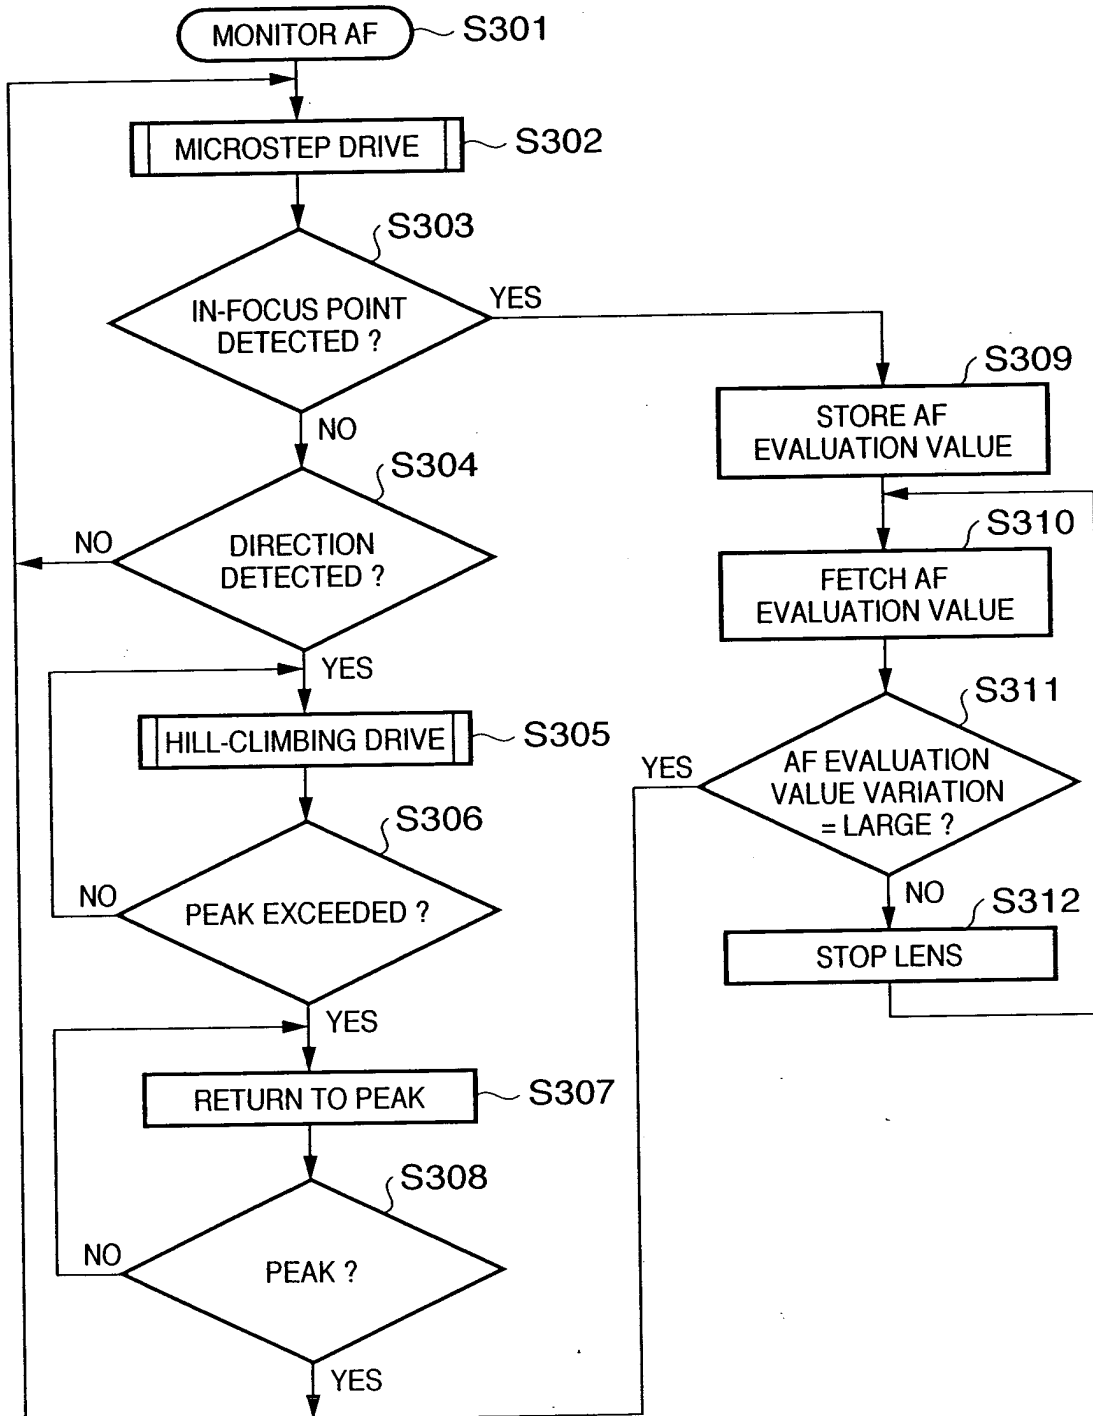 MONITOR AF
S301
MICROSTEP DRIVE
S302
S303
IN-FOCUS POINT
DETECTED ?
YES
NO
S304
DIRECTION
DETECTED ?
NO
YES
HILL-CLIMBING DRIVE
S305
S306
PEAK EXCEEDED ?
NO
YES
RETURN TO PEAK
S307
S308
PEAK ?
NO
YES
S309
STORE AF
EVALUATION VALUE
S310
FETCH AF
EVALUATION VALUE
S311
AF EVALUATION
VALUE VARIATION
= LARGE ?
YES
NO
S312
STOP LENS